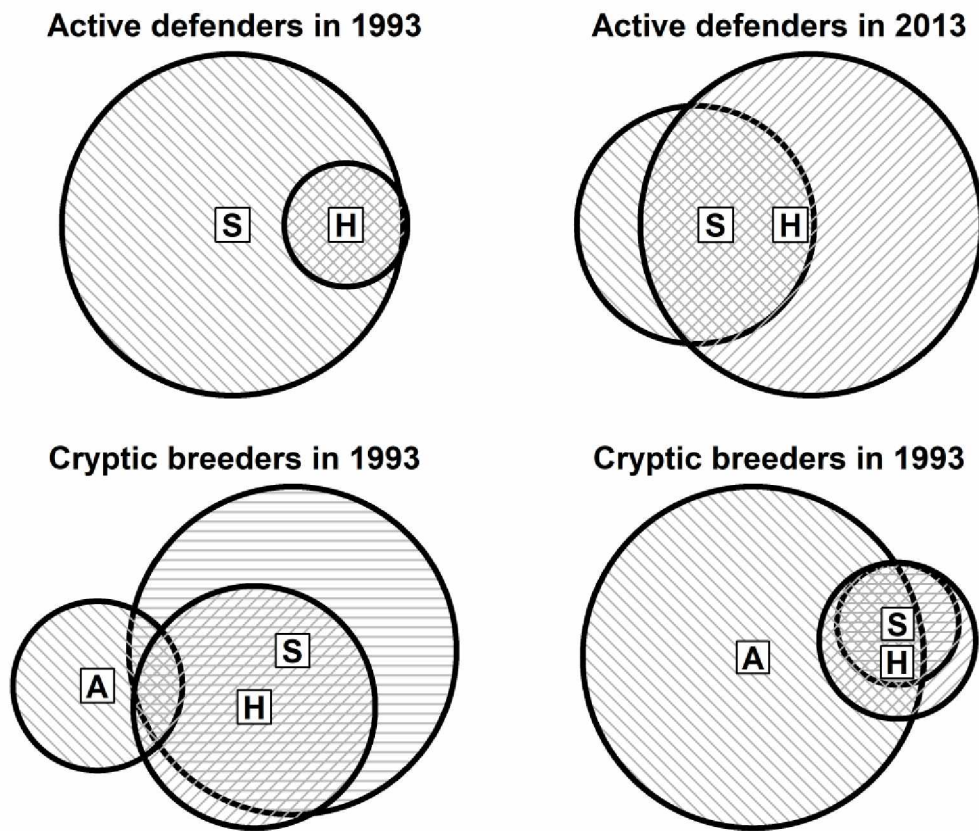 Active defenders in 1993
Active defenders in 2013
S
H
S
H
Cryptic breeders in 1993
Cryptic breeders in 1993
A
S
H
A
S
H